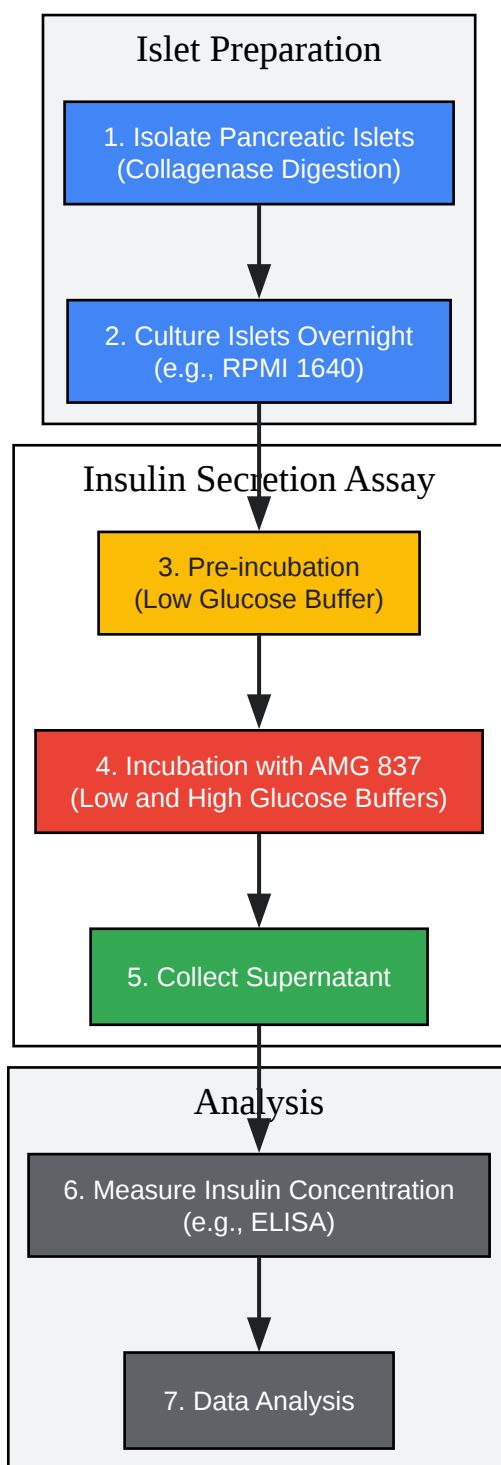 Islet Preparation
1. Isolate Pancreatic Islets
(Collagenase Digestion)
2. Culture Islets Overnight
(e.g., RPMI 1640)
Insulin Secretion Assay
3. Pre-incubation
(Low Glucose Buffer)
4. Incubation with AMG 837
(Low and High Glucose Buffers)
5. Collect Supernatant
Analysis
6. Measure Insulin Concentration
(e.g., ELISA)
7. Data Analysis